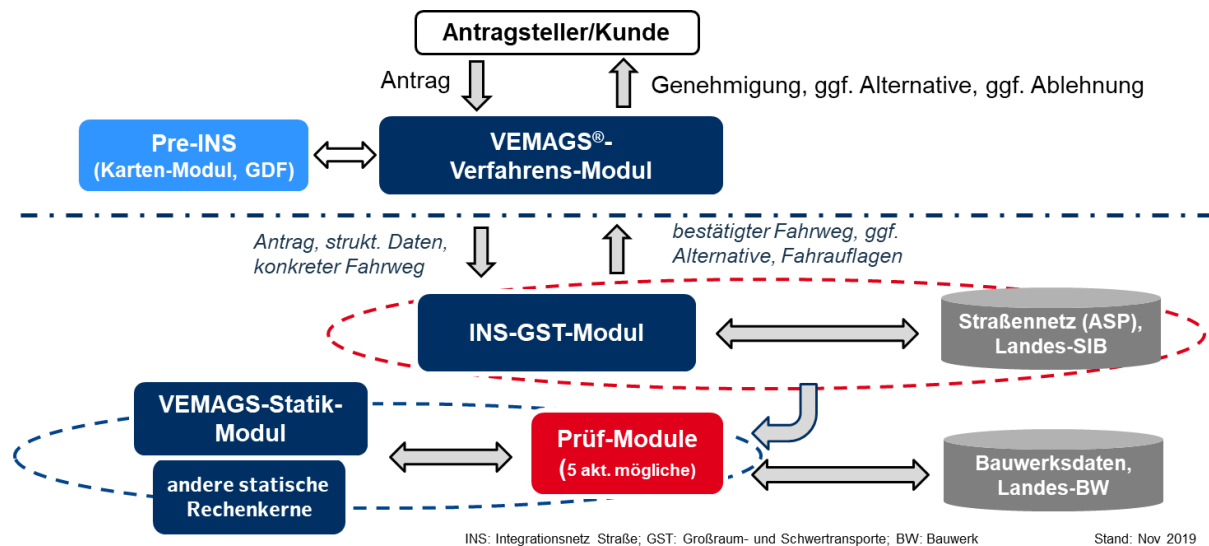 Antragsteller/Kunde
Antrag
Genehmigung, ggf. Alternative, ggf. Ablehnung
Pre-INS
(Karten-Modul, GDF)
VEMAGS®-
Verfahrens-Modul
Antrag, strukt. Daten,
konkreter Fahrweg
bestätigter Fahrweg, ggf.
Alternative, Fahrauflagen
INS-GST-Modul
Straßennetz (ASP),
Landes-SIB
VEMAGS-Statik-
Modul
andere statische
Rechenkerne
Prüf-Module
(5 akt. mögliche)
Bauwerksdaten,
Landes-BW
INS: Integrationsnetz Straße; GST: Großraum- und Schwertransporte; BW: Bauwerk
Stand: Nov 2019